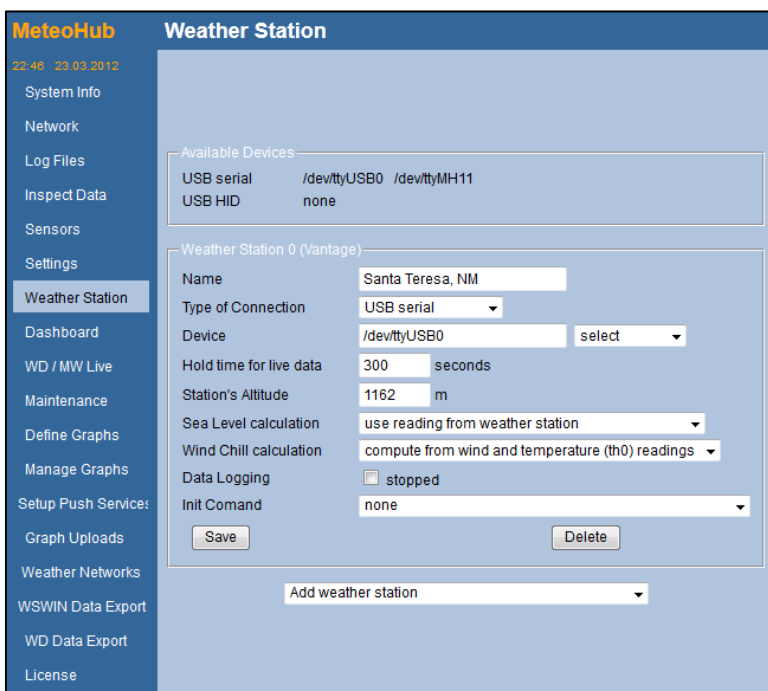 MeteoHub
Weather Station
22:46 23.03.2012
System Info
Network
Log Files
Inspect Data
Sensors
Settings
Weather Station
Dashboard
WD / MW Live
Maintenance
Define Graphs
Manage Graphs
Setup Push Services
Graph Uploads
Weather Networks
WSWIN Data Export
WD Data Export
License
Available Devices
USB serial /dev/ttyUSB0 /dev/ttyMH11
USB HID none
Weather Station 0 (Vantage)
Name Santa Teresa, NM
Type of Connection USB serial
Device /dev/ttyUSB0 select
Hold time for live data 300 seconds
Station's Altitude 1162 m
Sea Level calculation use reading from weather station
Wind Chill calculation compute from wind and temperature (th0) readings
Data Logging stopped
Init Comand none
Save Delete
Add weather station